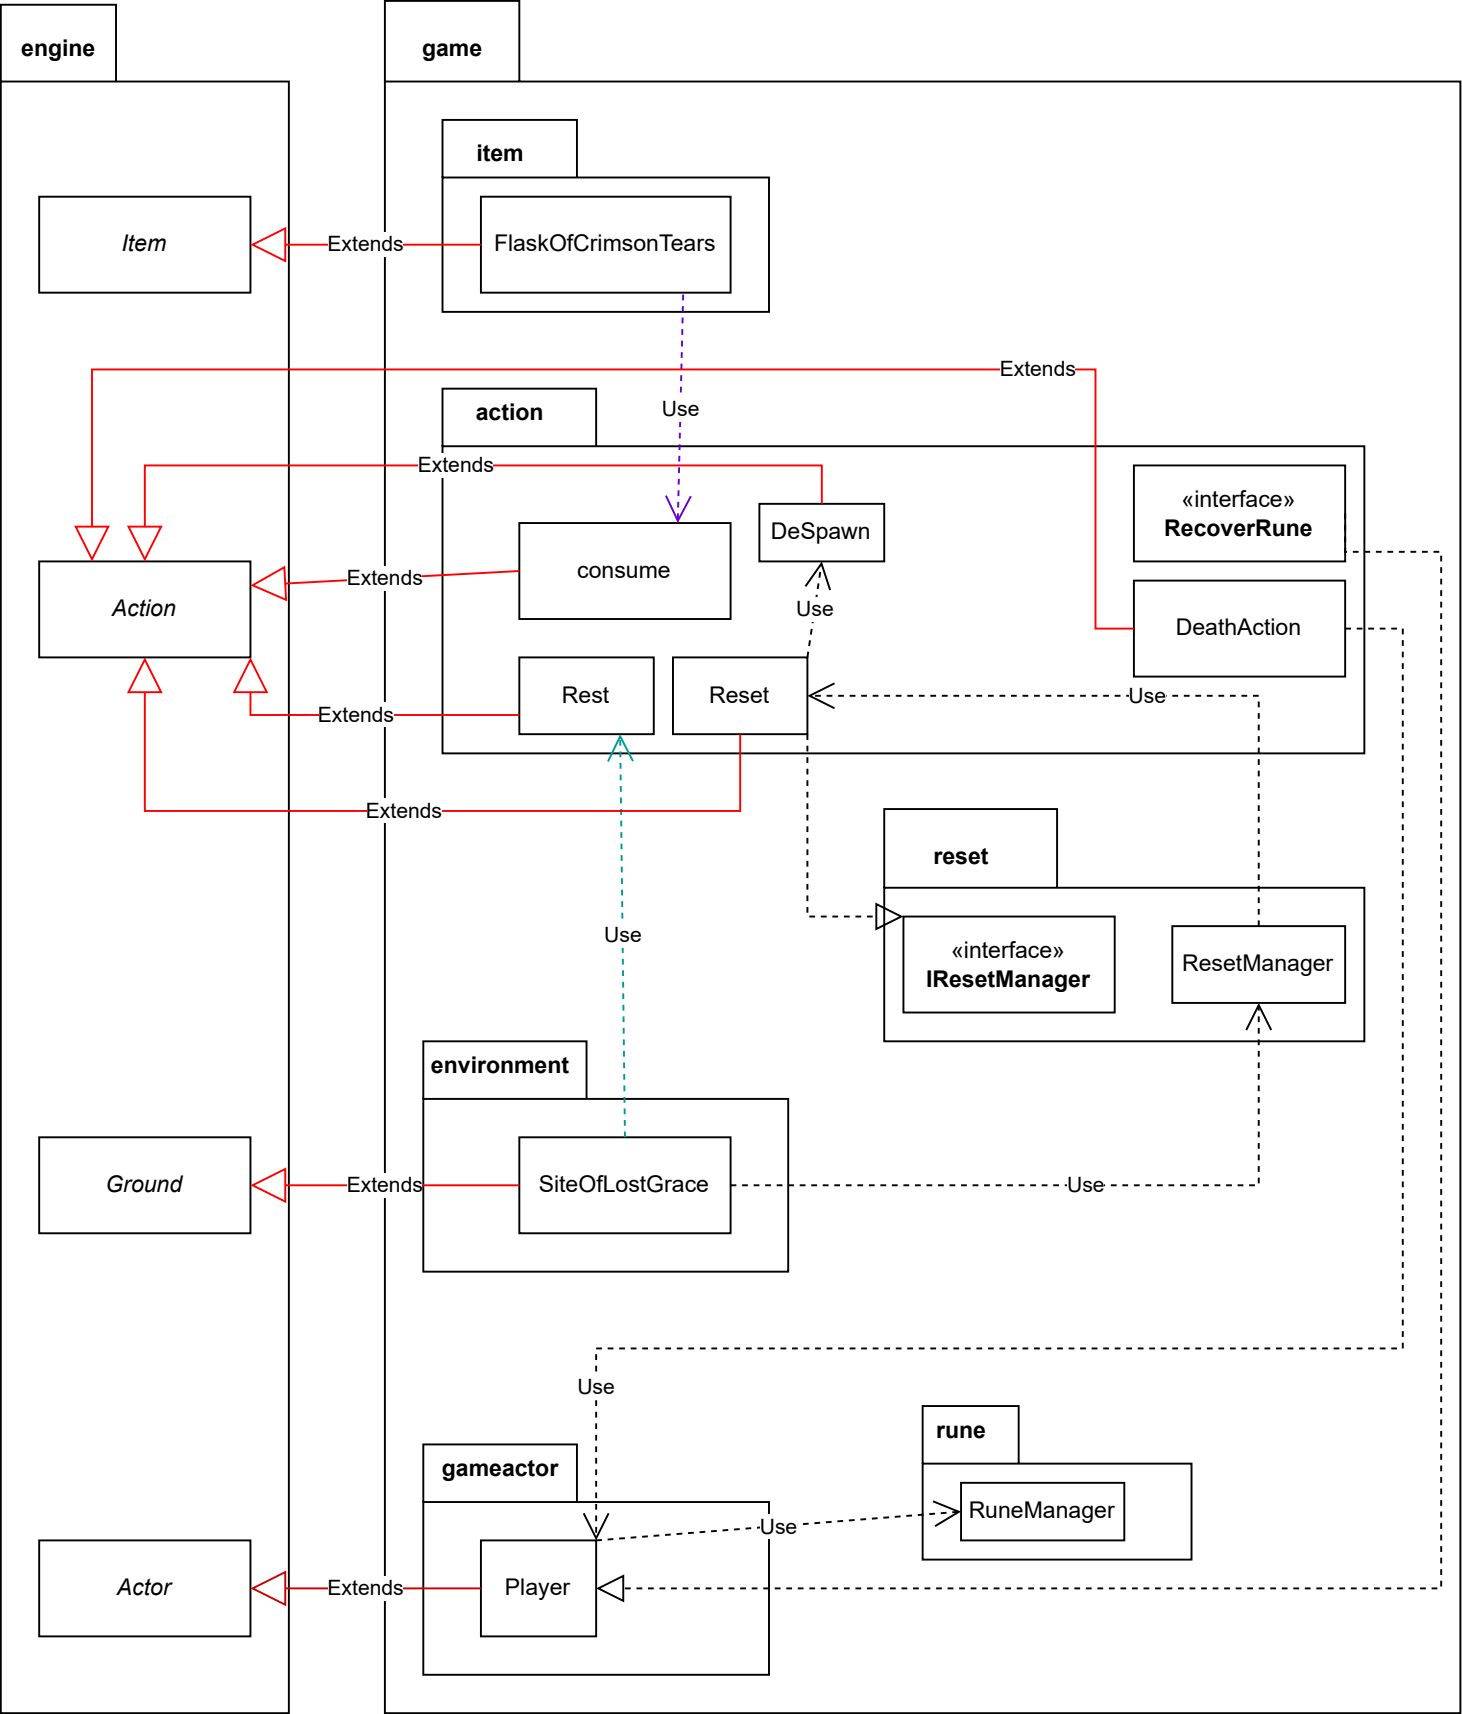 engine
game
item
Item
Extends
FlaskOfCrimsonTears
Extends
Use
action
Extends
«interface»
RecoverRune
DeSpawn
consume
Extends
Action
Use
DeathAction
Rest
Reset
Use
Extends
Extends
reset
Use
«interface»
IResetManager
ResetManager
environment
Ground
Extends
SiteOfLostGrace
Use
Use
rune
gameactor
RuneManager
Use
Actor
Extends
Player